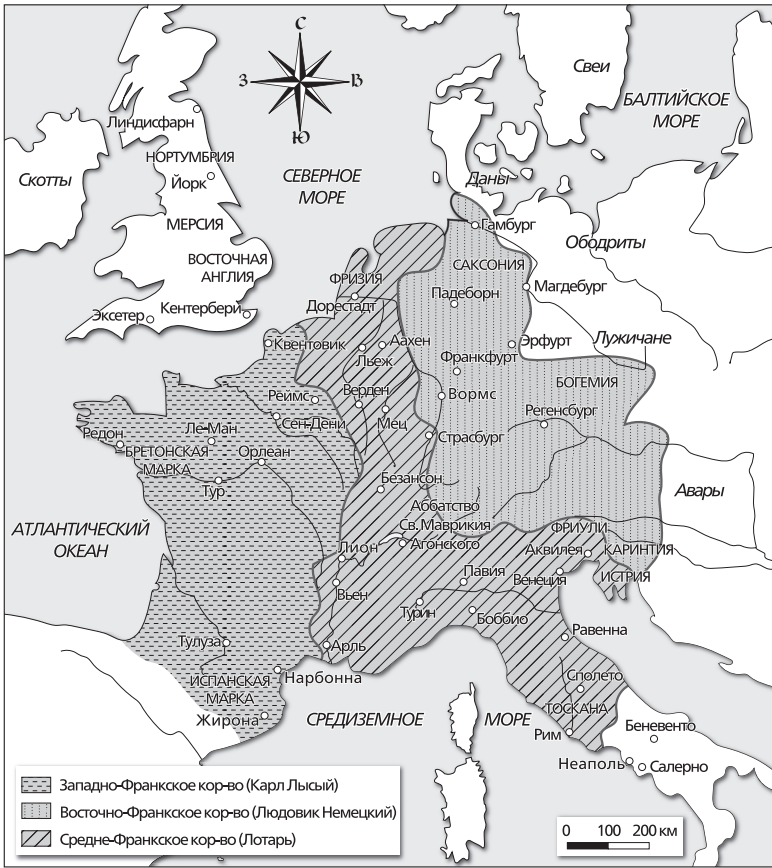 С
З
В
Ю
Свеи
БАЛТИЙСКОЕ
МОРЕ
Линдисфарн
НОРТУМБРИЯ
Йорк
Скотты
СЕВЕРНОЕ
МОРЕ
Даны
МЕРСИЯ
Гамбург
Ободриты
ВОСТОЧНАЯ
АНГЛИЯ
ФРИЗИЯ
САКСОНИЯ
Дорестадт
Падеборн
Магдебург
Эксетер
Кентербери
Квентовик
Аахен
Льеж
Эрфурт
Лужичане
Франкфурт
БОГЕМИЯ
Реймс
Верден
Вормс
Мец
Регенсбург
Сен-Дени
Редон
Ле-Ман
БРЕТОНСКАЯ
МАРКА
Орлеан
Страсбург
Тур
Безансон
Авары
АТЛАНТИЧЕСКИЙ
ОКЕАН
Аббатство
Св. Маврикия
Агонского
ФРИУЛИ
Лион
Аквилея
КАРИНТИЯ
Вьен
Павия
Венеция
ИСТРИЯ
Турин
Боббио
Тулуза
Арль
Равенна
ИСПАНСКАЯ
МАРКА
Нарбонна
Сполето
Жирона
СРЕДИЗЕМНОЕ
МОРЕ
ТОСКАНА
Рим
Беневенто
Неаполь
Салерно
Западно-Франкское кор-во (Карл Лысый)
Восточно-Франкское кор-во (Людовик Немецкий)
Средне-Франкское кор-во (Лотарь)
0 100 200 км